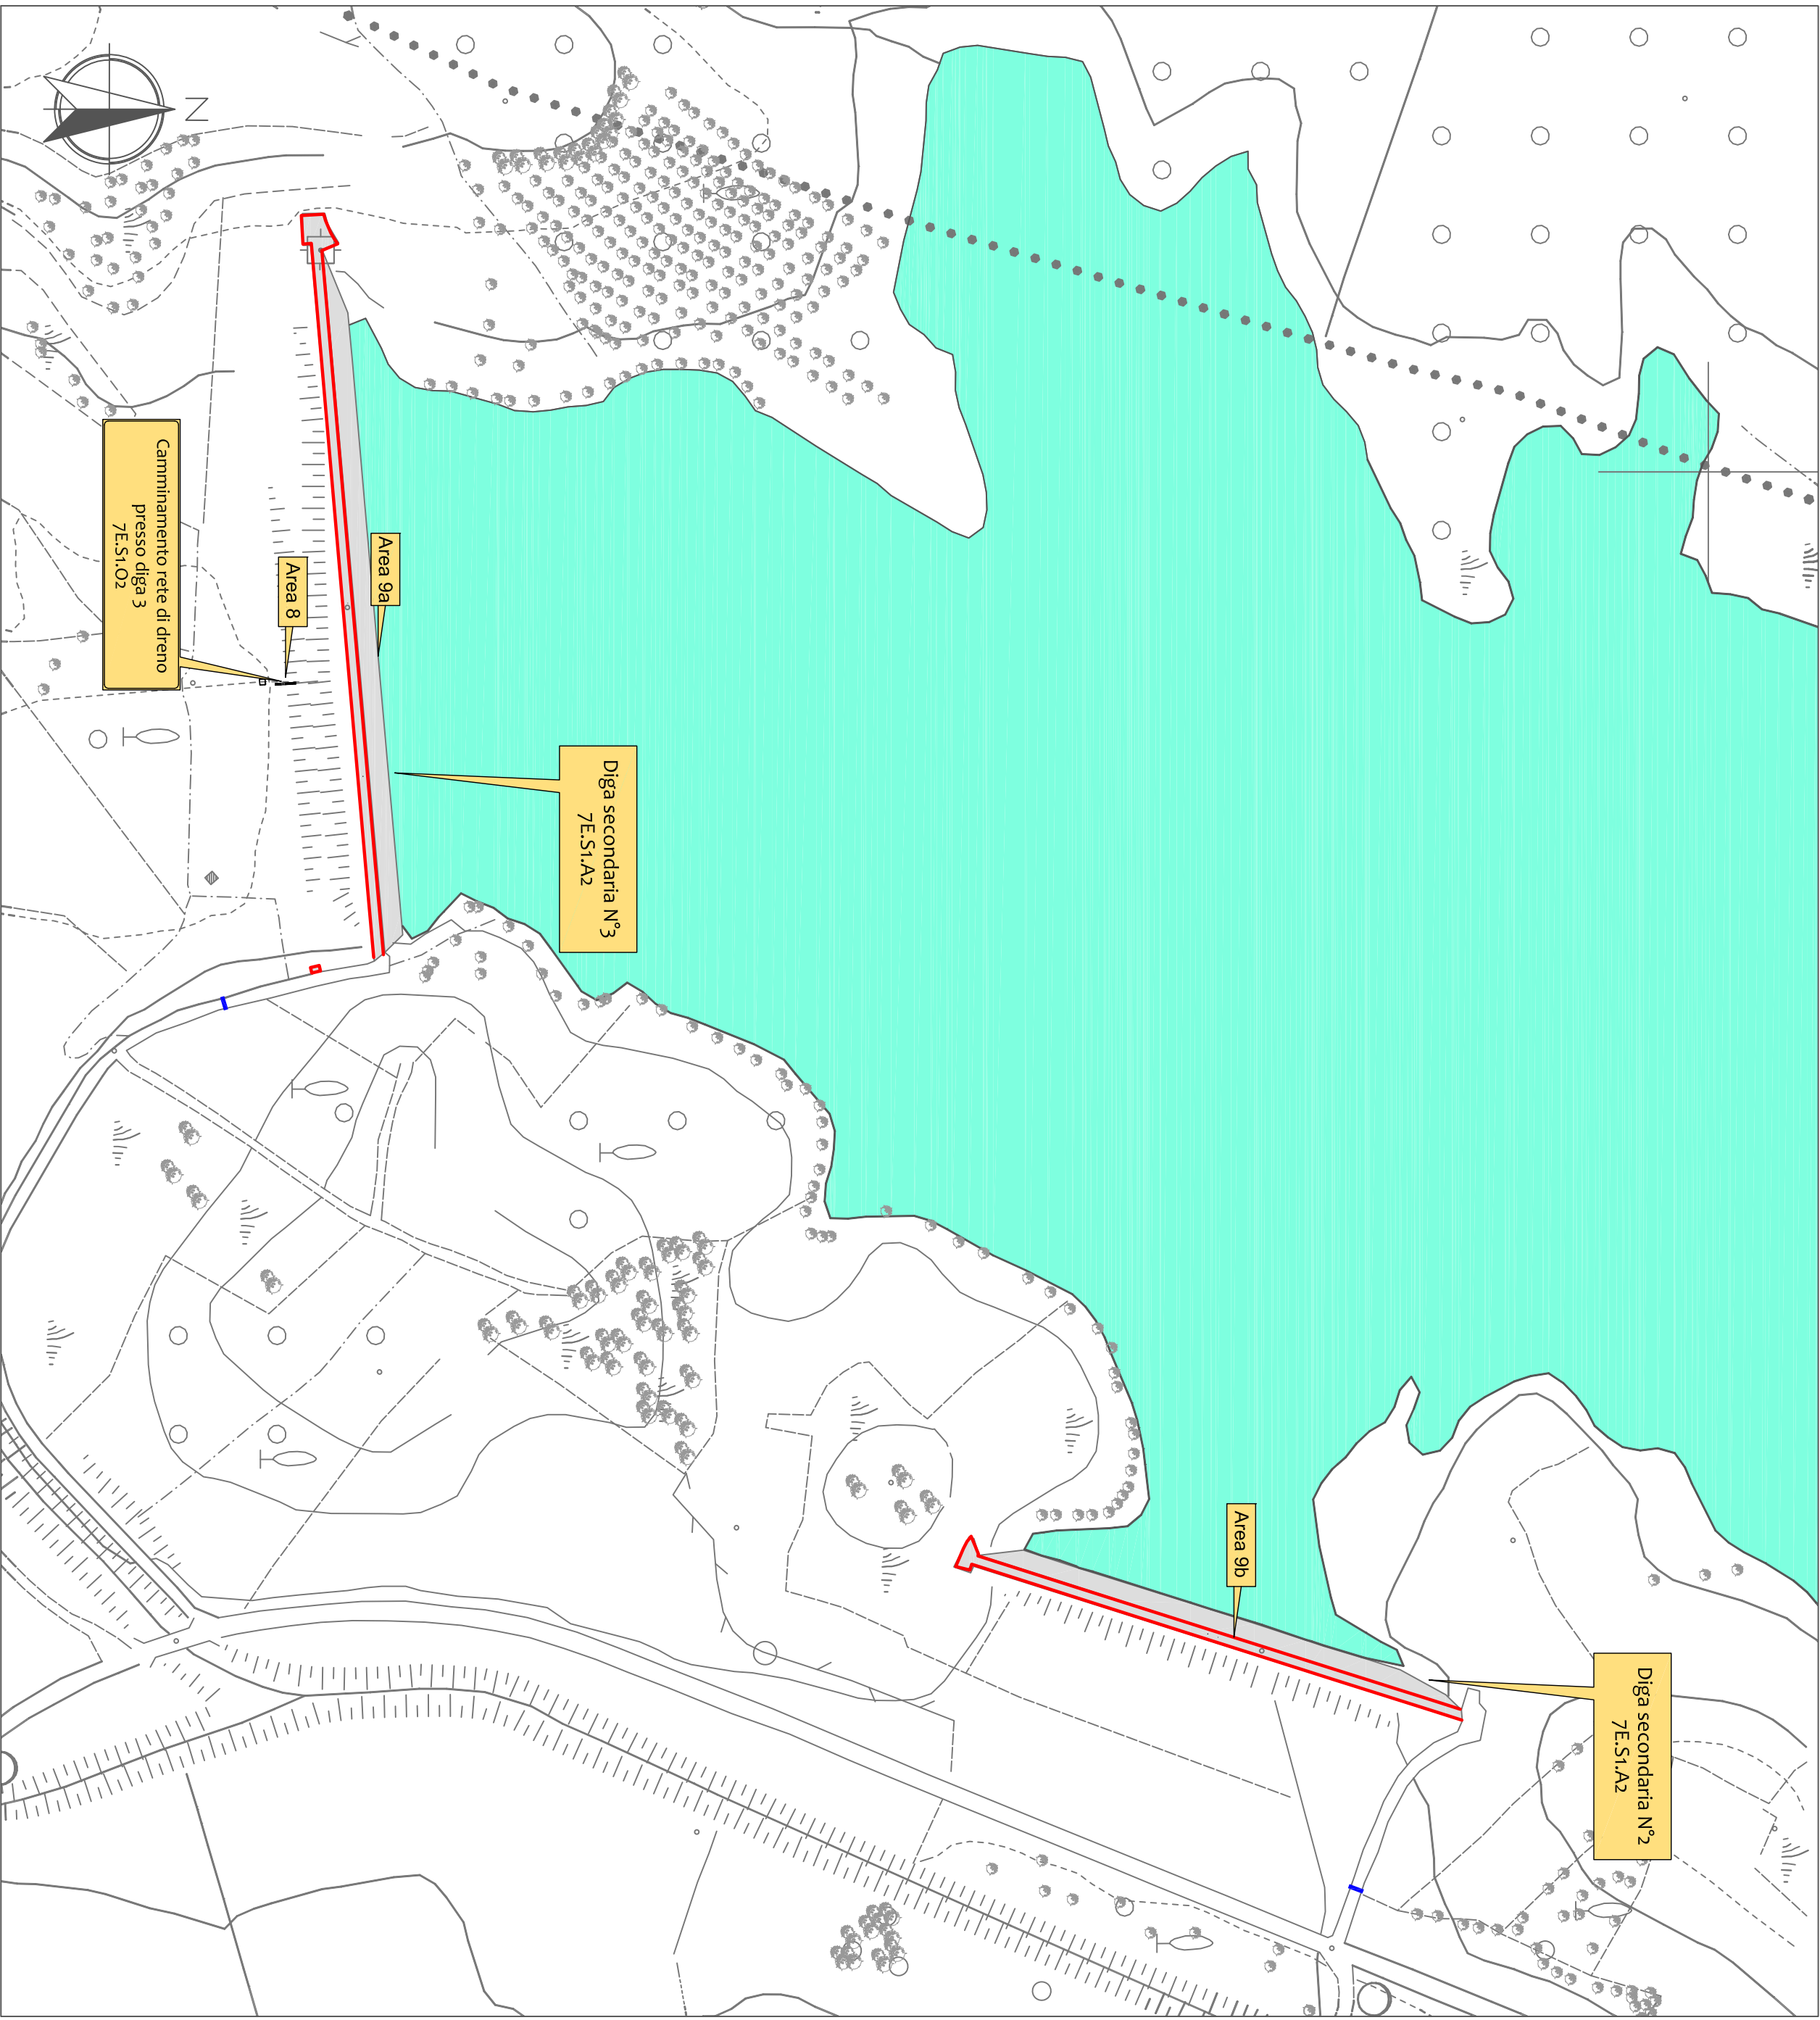 N
Diga secondaria N°2
7E.S1.A2
Area 9b
Diga secondaria N°3
7E.S1.A2
Area 9a
Area 8
Camminamento rete di dreno
presso diga 3
7E.S1.O2